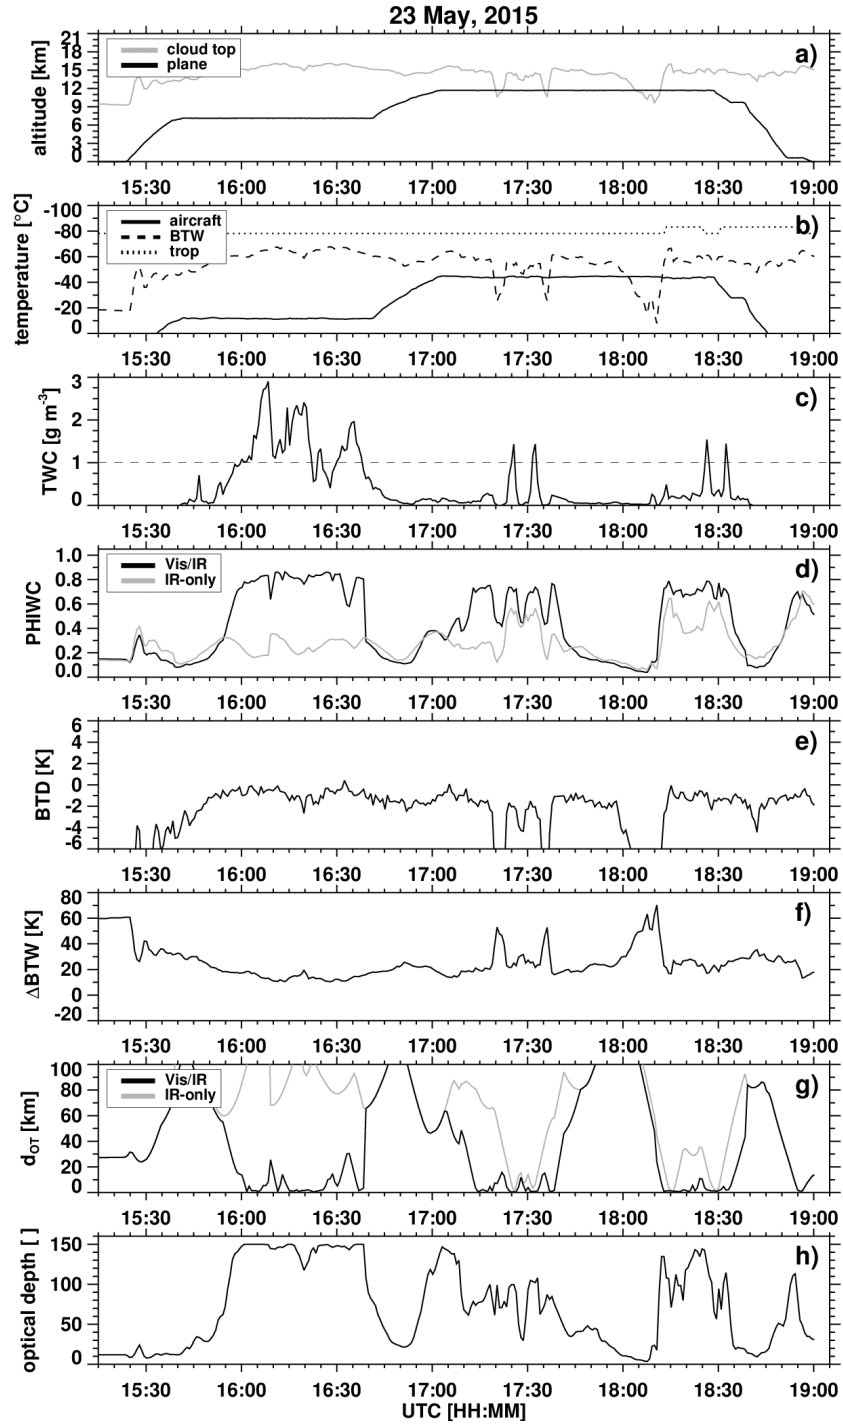 23 May, 2015
a)
cloud top
plane
altitude [km]
21
18
15
12
9
6
3
0
15:30 16:00 16:30 17:00 17:30 18:00 18:30 19:00
b)
aircraft
BTW
trop
temperature [°C]
-100
-80
-60
-40
-20
0
15:30 16:00 16:30 17:00 17:30 18:00 18:30 19:00
c)
TWC [g m-3]
3
2
1
0
15:30 16:00 16:30 17:00 17:30 18:00 18:30 19:00
d)
Vis/IR
IR-only
PHIWC
1.0
0.8
0.6
0.4
0.2
0.0
15:30 16:00 16:30 17:00 17:30 18:00 18:30 19:00
e)
BTD [K]
6
4
2
0
-2
-4
-6
15:30 16:00 16:30 17:00 17:30 18:00 18:30 19:00
f)
ΔBTW [K]
80
60
40
20
0
-20
15:30 16:00 16:30 17:00 17:30 18:00 18:30 19:00
g)
Vis/IR
IR-only
dOT [km]
100
80
60
40
20
0
15:30 16:00 16:30 17:00 17:30 18:00 18:30 19:00
h)
optical depth [ ]
150
100
50
0
15:30 16:00 16:30 17:00 17:30 18:00 18:30 19:00
UTC [HH:MM]